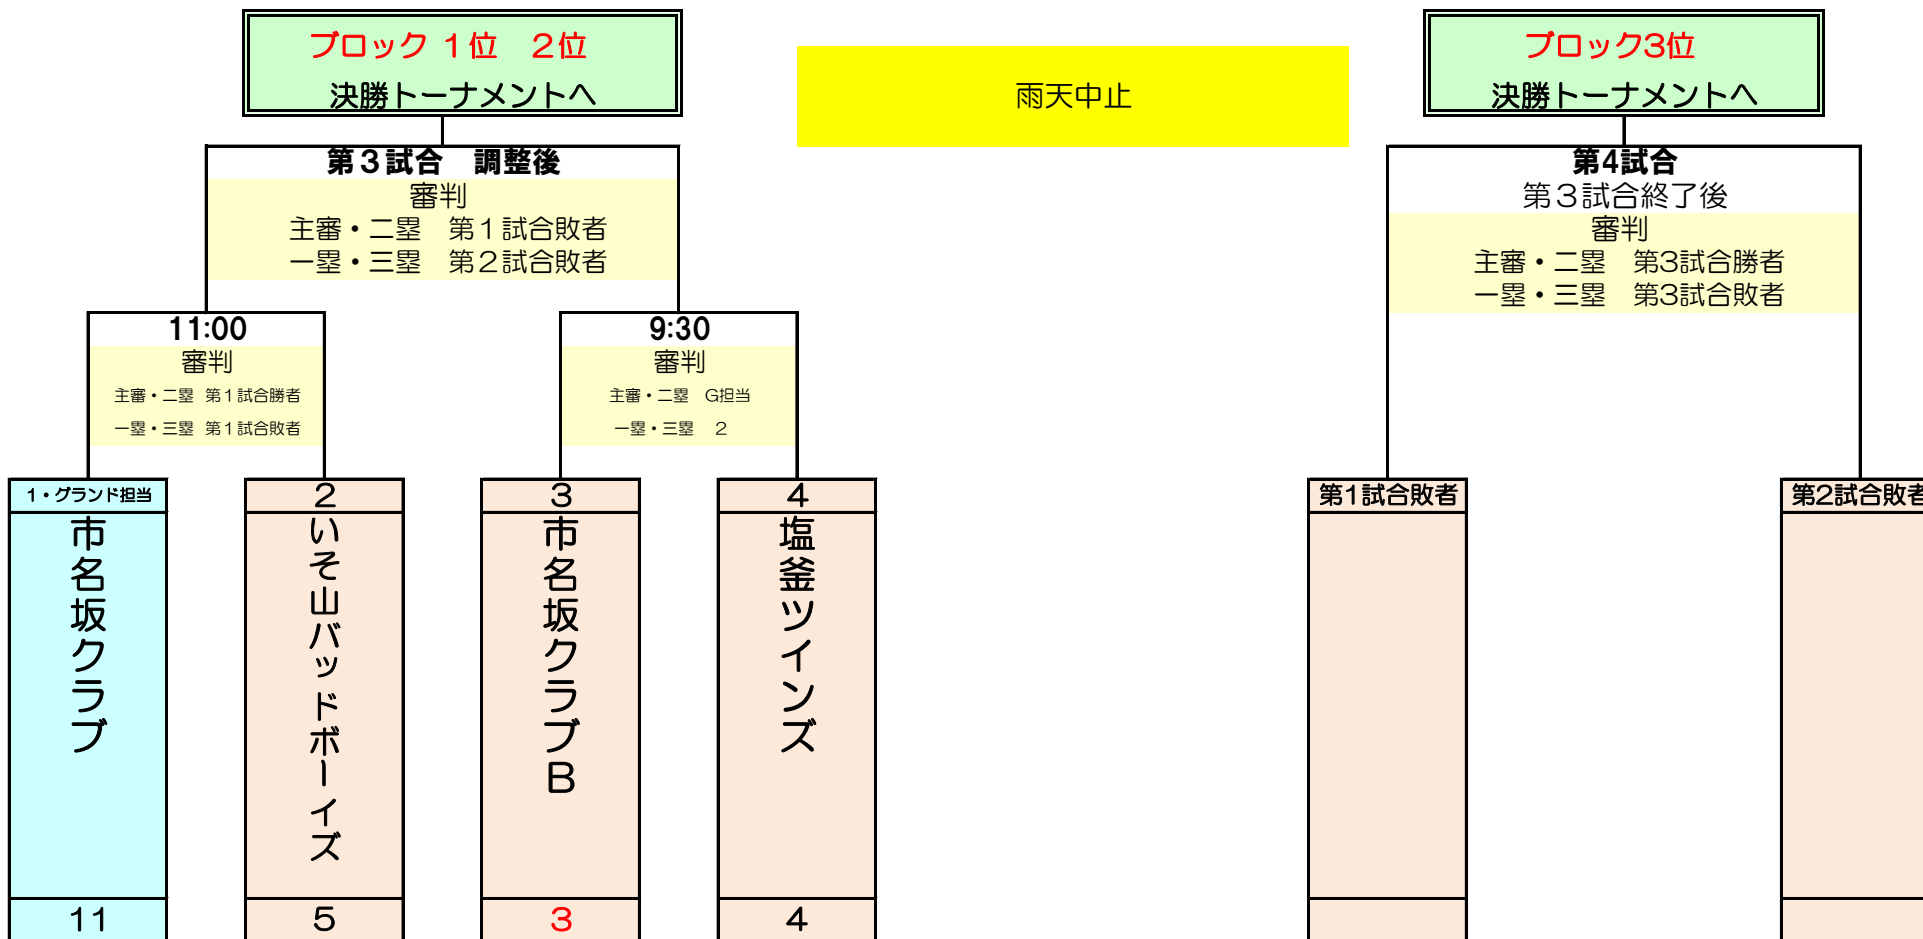 ブロック １位　２位
決勝トーナメントへ
雨天中止
ブロック3位
決勝トーナメントへ
第３試合　調整後
審判
主審・二塁　第１試合敗者
一塁・三塁　第２試合敗者
第4試合
第３試合終了後
審判
主審・二塁　第3試合勝者
一塁・三塁　第3試合敗者
11:00
審判
主審・二塁 第１試合勝者
一塁・三塁 第１試合敗者
9:30
審判
主審・二塁　G担当
一塁・三塁　2
1・グランド担当
市名坂クラブ
11
2
いそ山バッドボーイズ
5
3
市名坂クラブB
3
4
塩釜ツインズ
4
第1試合敗者
第2試合敗者